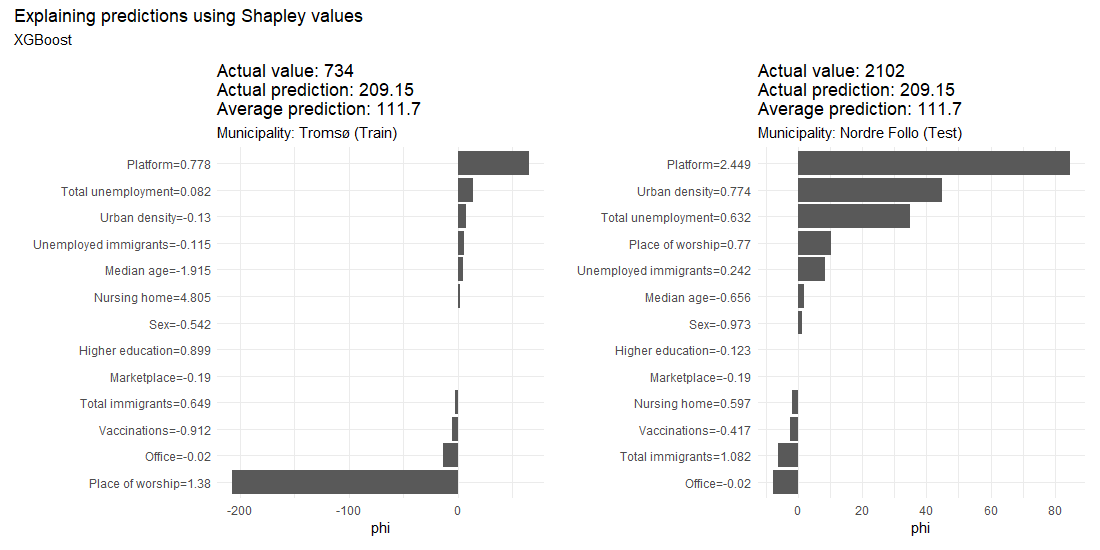 Explaining predictions using Shapley values
XGBoost
Actual value: 734
Actual prediction: 209.15
Average prediction: 111.7
Municipality: Tromsø (Train)
Platform=0.778
Total unemployment=0.082
Urban density=-0.13
Unemployed immigrants=-0.115
Median age=-1.915
Nursing home=4.805
Sex=-0.542
Higher education=0.899
Marketplace=-0.19
Total immigrants=0.649
Vaccinations=-0.912
Office=-0.02
Place of worship=1.38
-200 -100 0
phi
Actual value: 2102
Actual prediction: 209.15
Average prediction: 111.7
Municipality: Nordre Follo (Test)
Platform=2.449
Urban density=0.774
Total unemployment=0.632
Place of worship=0.77
Unemployed immigrants=0.242
Median age=-0.656
Sex=-0.973
Higher education=-0.123
Marketplace=-0.19
Nursing home=0.597
Vaccinations=-0.417
Total immigrants=1.082
Office=-0.02
0 20 40 60 80
phi